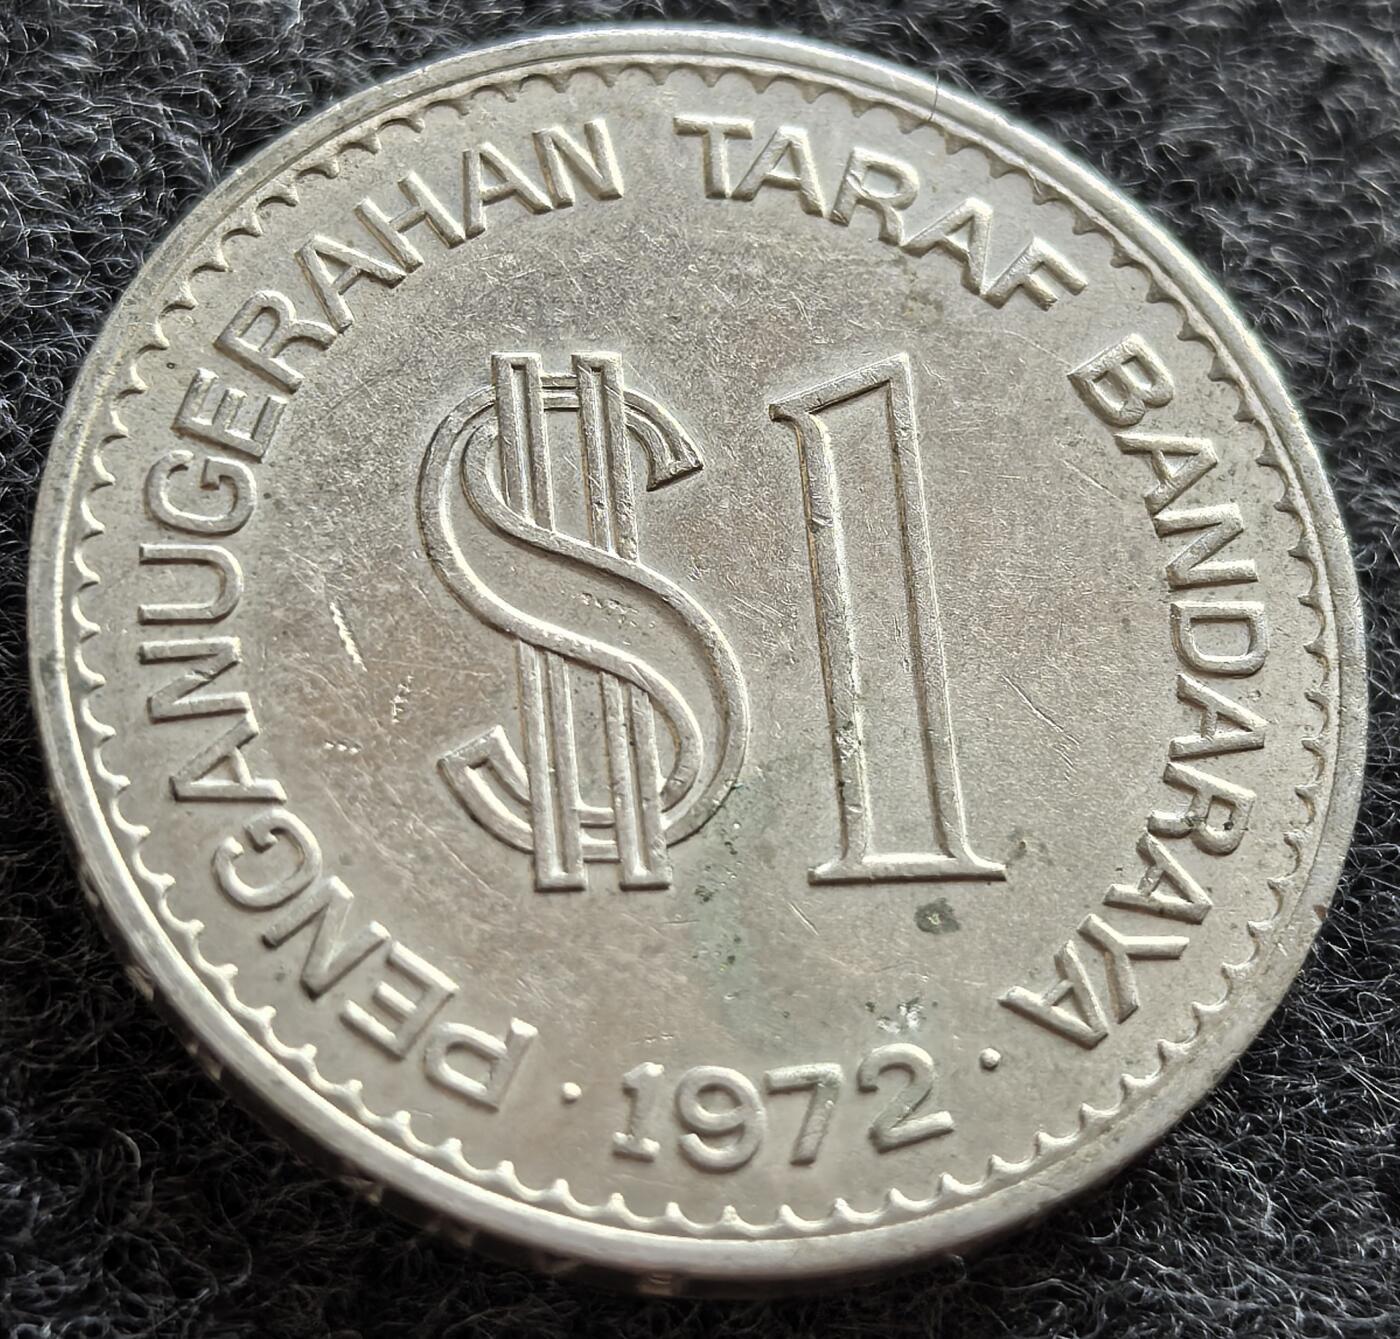 PENGANUGERAHAN TARAF BANDARAYA
$1
· 1972 ·